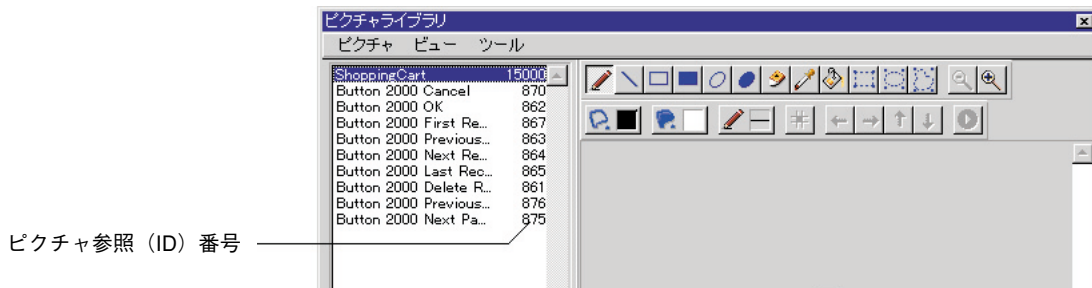 ピクチャライブラリ
ピクチャ ビュー ツール
ShoppingCart 15000
Button 2000 Cancel 870
Button 2000 OK 862
Button 2000 First Re... 867
Button 2000 Previous... 863
Button 2000 Next Re... 864
Button 2000 Last Rec... 865
Button 2000 Delete R... 861
Button 2000 Previous... 876
Button 2000 Next Pa... 875
ピクチャ参照（ID）番号